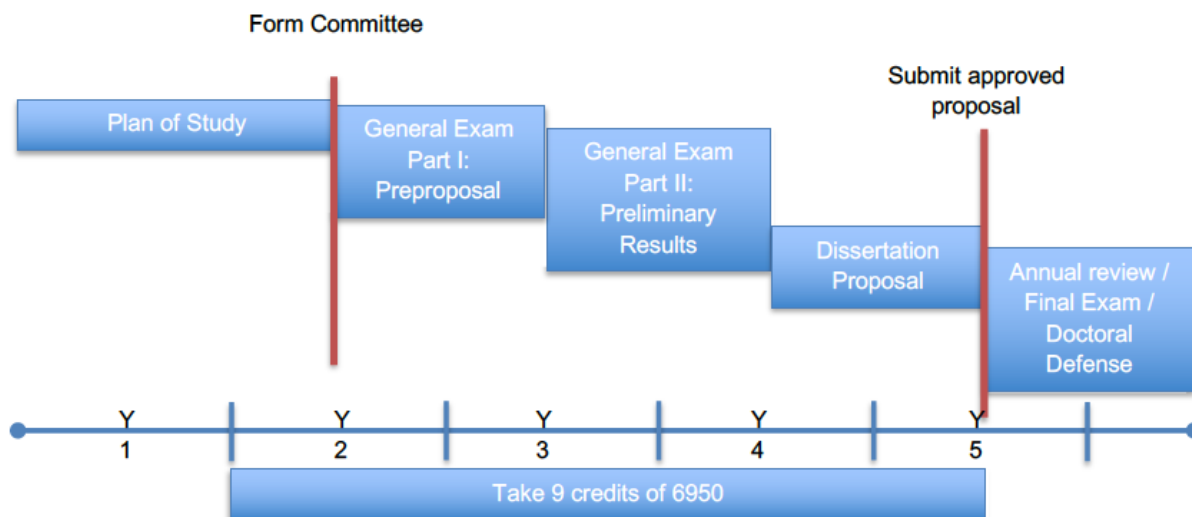 Form Committee
Submit approved
proposal
Plan of Study
General Exam
Part I:
Preproposal
General Exam
Part II:
Preliminary
Results
Dissertation
Proposal
Annual review /
Final Exam /
Doctoral
Defense
Y
1
Y
2
Y
3
Y
4
Y
5
Take 9 credits of 6950